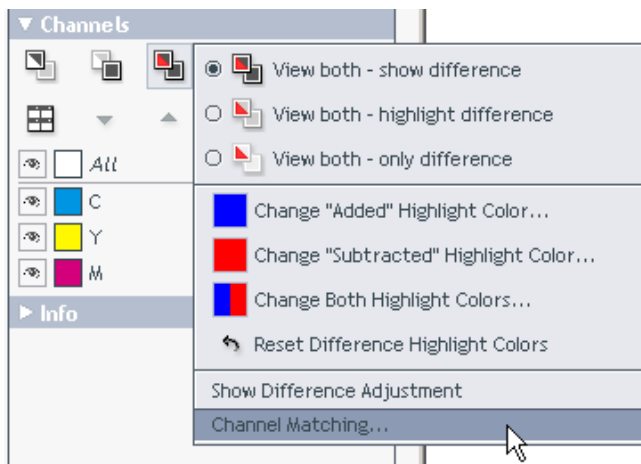 Channels
View both - show difference
View both - highlight difference
View both - only difference
All
C
Y
M
Info
Change "Added" Highlight Color...
Change "Subtracted" Highlight Color...
Change Both Highlight Colors...
Reset Difference Highlight Colors
Show Difference Adjustment
Channel Matching...